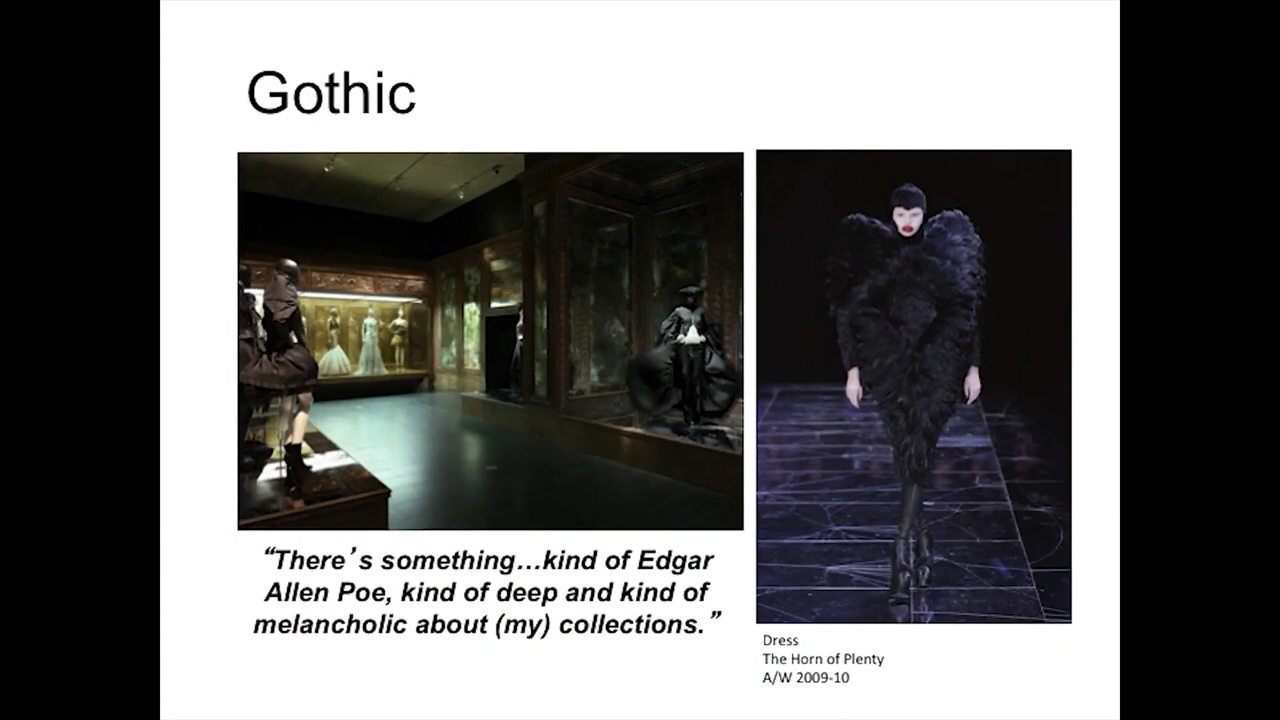 Gothic
“There’s something…kind of Edgar
Allen Poe, kind of deep and kind of
melancholic about (my) collections.”
Dress
The Horn of Plenty
A/W 2009-10